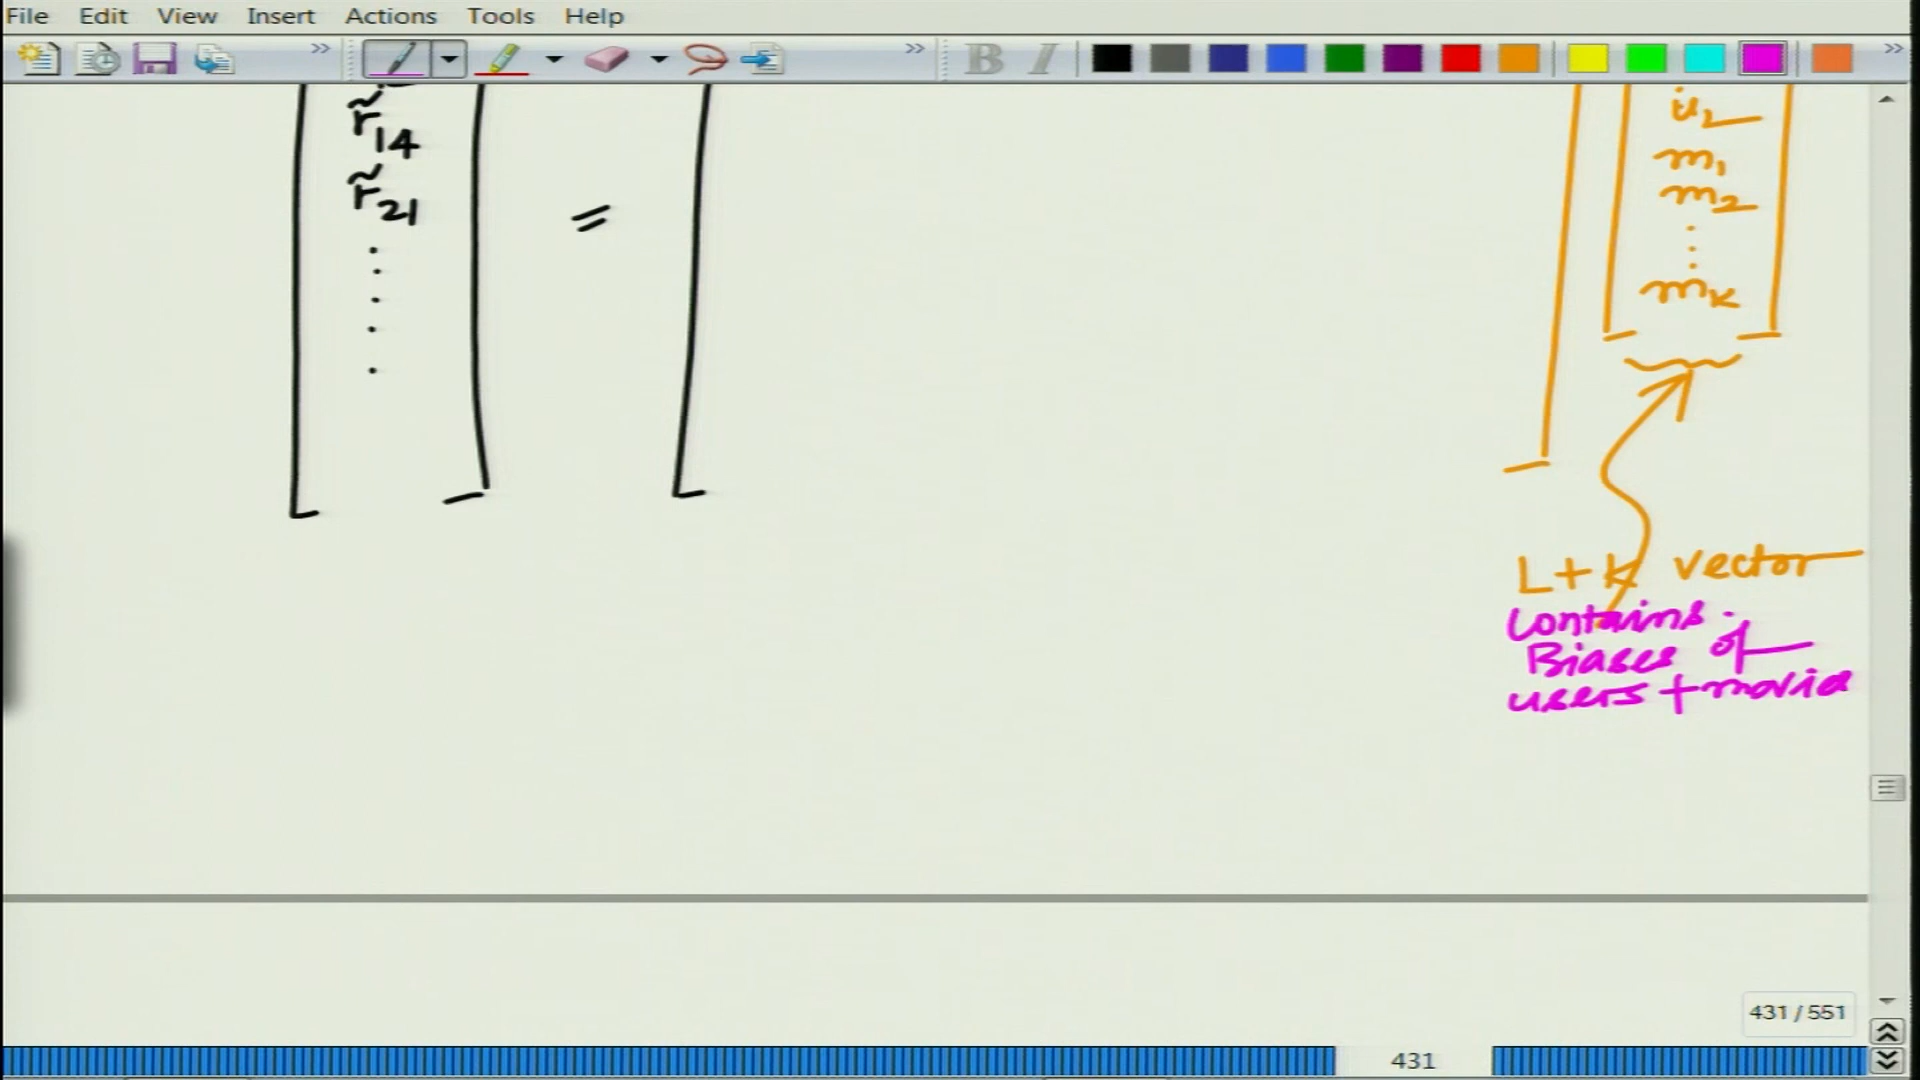 File Edit View Insert Actions Tools Help
B I
r̃14
r̃21
=
u2
m1
m2
mK
L+K vector
contains
Biases of
users + movie
431 / 551
431